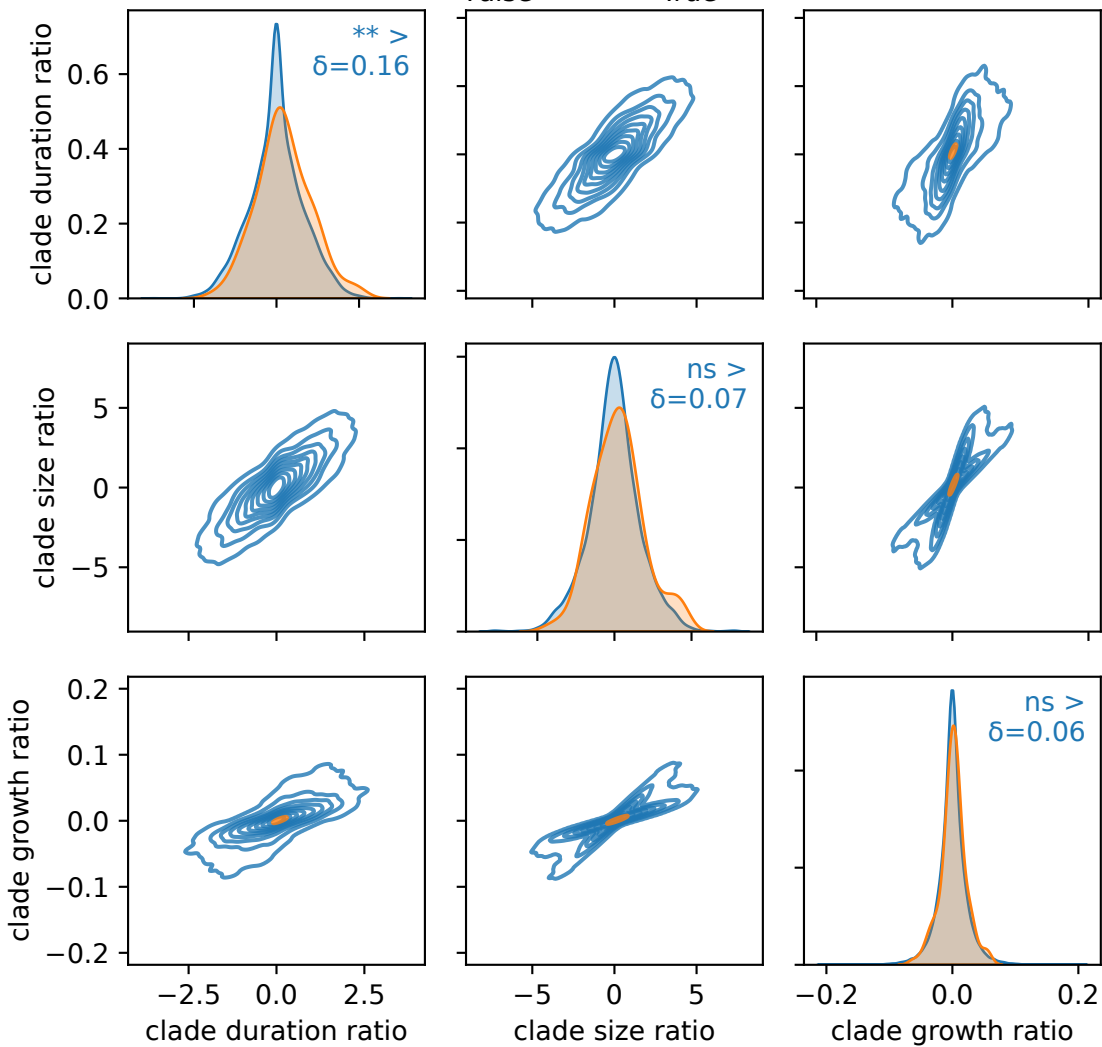 clade duration ratio
0.6
0.4
0.2
0.0
** >
δ=0.16
clade size ratio
5
0
−5
ns >
δ=0.07
clade growth ratio
0.2
0.1
0.0
−0.1
−0.2
ns >
δ=0.06
−2.5 0.0 2.5
−5 0 5
−0.2 0.0 0.2
clade duration ratio
clade size ratio
clade growth ratio